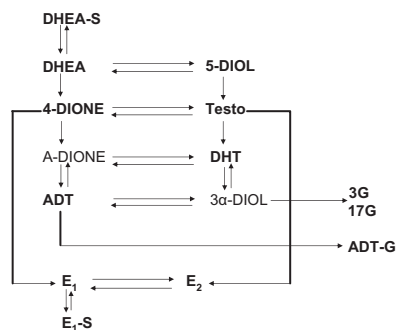 DHEA-S
DHEA 5-DIOL
4-DIONE Testo
A-DIONE DHT
ADT 3α-DIOL 3G
17G
ADT-G
E₁ E₂
E₁-S